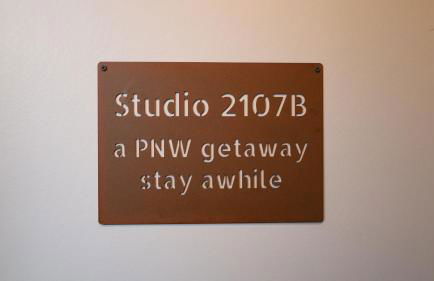 Studio 2107B
a PNW getaway
stay awhile